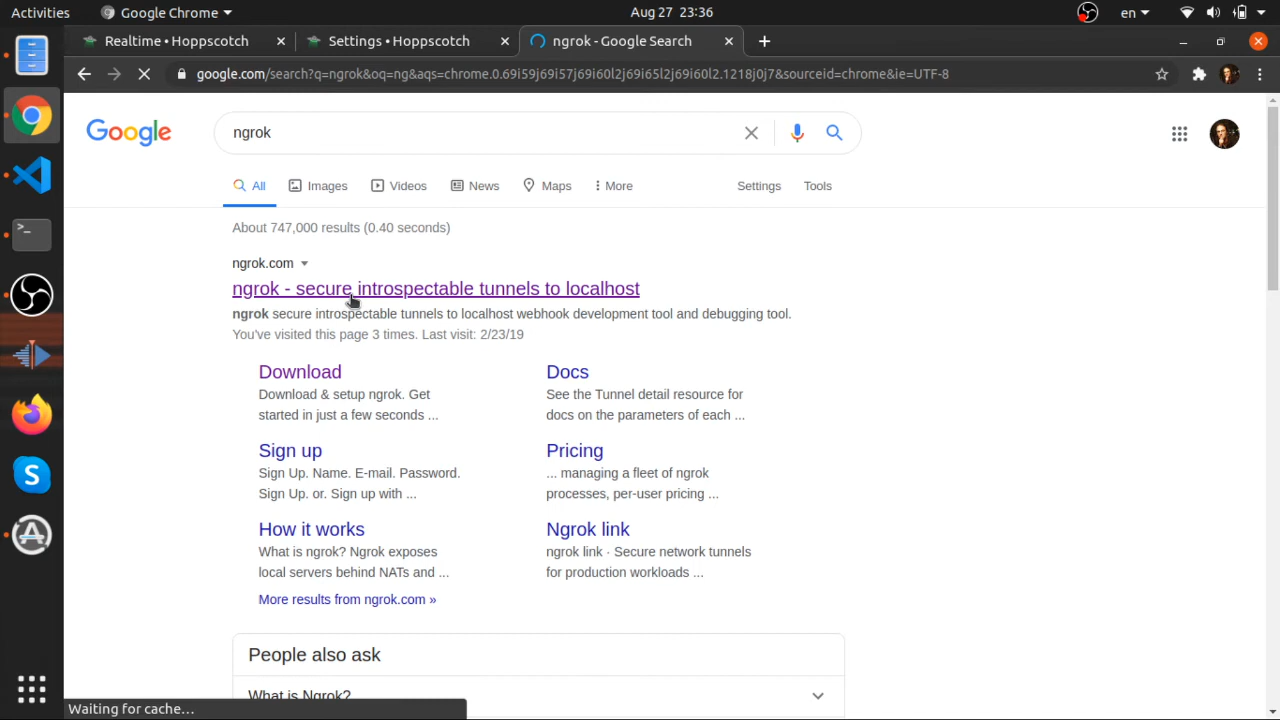 Activities Google Chrome Aug 27 23:36 en
Realtime • Hoppscotch Settings • Hoppscotch ngrok - Google Search
google.com/search?q=ngrok&oq=ng&aqs=chrome.0.69i59j69i57j69i60l2j69i65l2j69i60l2.1218j0j7&sourceid=chrome&ie=UTF-8
Google ngrok
All Images Videos News Maps More Settings Tools
About 747,000 results (0.40 seconds)
ngrok.com
ngrok - secure introspectable tunnels to localhost
ngrok secure introspectable tunnels to localhost webhook development tool and debugging tool.
You've visited this page 3 times. Last visit: 2/23/19
Download
Download & setup ngrok. Get
started in just a few seconds ...
Docs
See the Tunnel detail resource for
docs on the parameters of each ...
Sign up
Sign Up. Name. E-mail. Password.
Sign Up. or. Sign up with ...
Pricing
... managing a fleet of ngrok
processes, per-user pricing ...
How it works
What is ngrok? Ngrok exposes
local servers behind NATs and ...
Ngrok link
ngrok link · Secure network tunnels
for production workloads ...
More results from ngrok.com »
People also ask
What is Ngrok?
Waiting for cache...